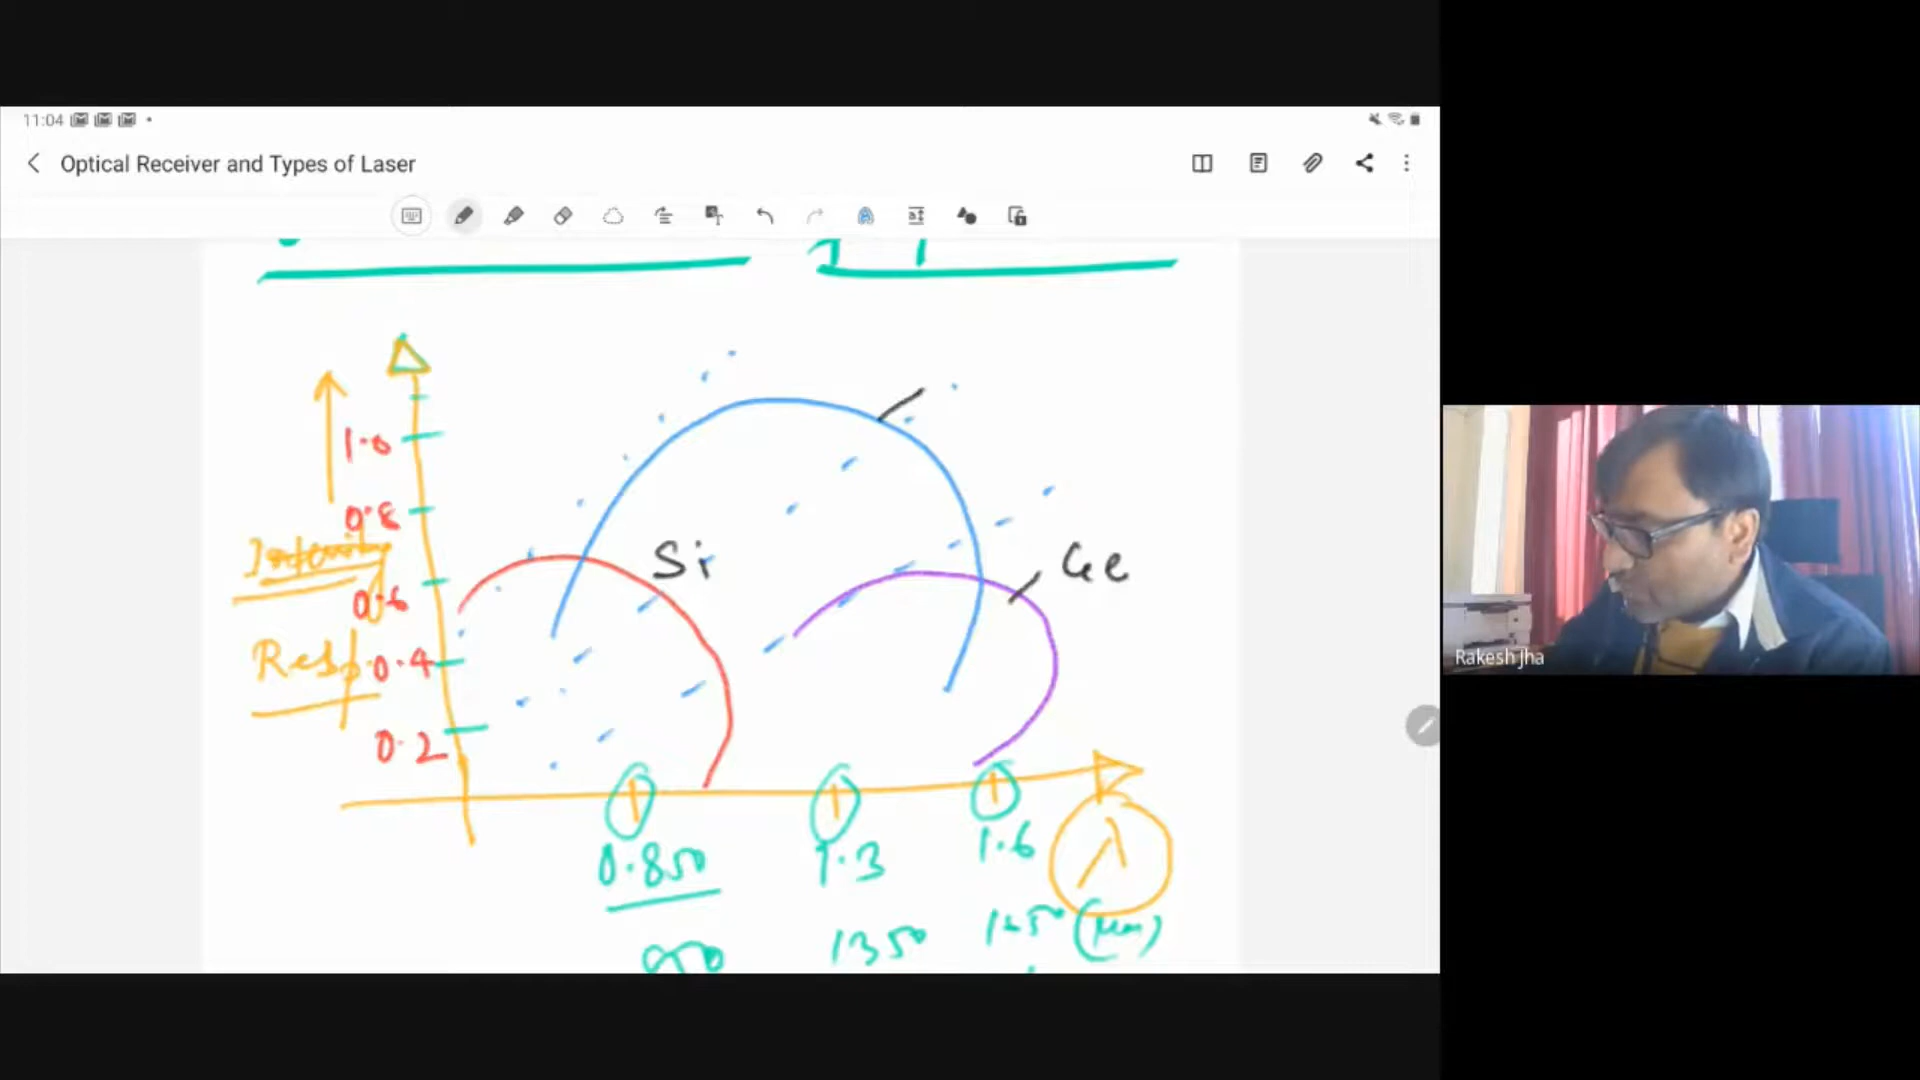 11:04
Optical Receiver and Types of Laser
1.0
0.8
0.6
Si
Ge
Resp
0.4
0.2
Rakesh Jha
0.850
1.3
1.6
λ
1350
(μm)